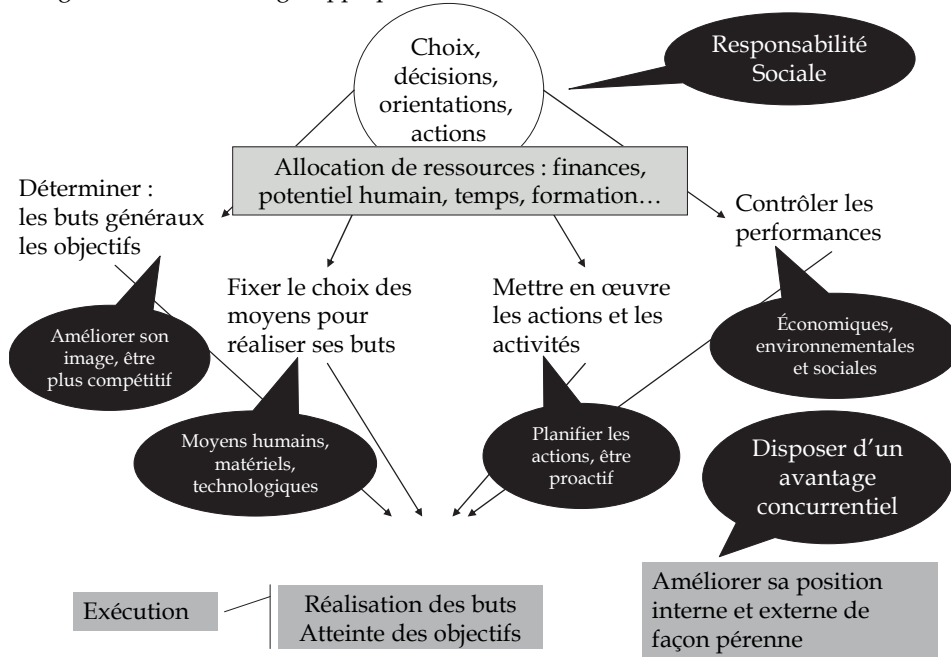 Choix,
décisions,
orientations,
actions
Responsabilité
Sociale
Allocation de ressources : finances,
potentiel humain, temps, formation…
Déterminer :
les buts généraux
les objectifs
Contrôler les
performances
Fixer le choix des
moyens pour
réaliser ses buts
Mettre en œuvre
les actions et les
activités
Améliorer son
image, être
plus compétitif
Économiques,
environnementales
et sociales
Moyens humains,
matériels,
technologiques
Planifier les
actions, être
proactif
Disposer d’un
avantage
concurrentiel
Exécution
Réalisation des buts
Atteinte des objectifs
Améliorer sa position
interne et externe de
façon pérenne